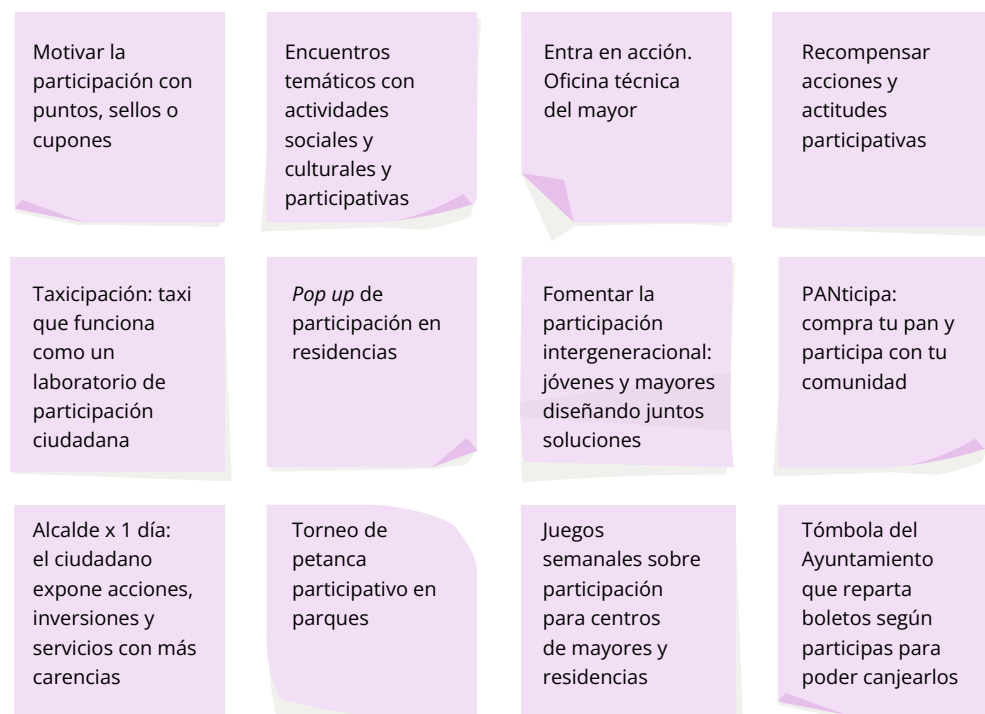 Motivar la
participación con
puntos, sellos o
cupones
Encuentros
temáticos con
actividades
sociales y
culturales y
participativas
Entra en acción.
Oficina técnica
del mayor
Recompensar
acciones y
actitudes
participativas
Taxicipación: taxi
que funciona
como un
laboratorio de
participación
ciudadana
Pop up de
participación en
residencias
Fomentar la
participación
intergeneracional:
jóvenes y mayores
diseñando juntos
soluciones
PANticipa:
compra tu pan y
participa con tu
comunidad
Alcalde x 1 día:
el ciudadano
expone acciones,
inversiones y
servicios con más
carencias
Torneo de
petanca
participativo en
parques
Juegos
semanales sobre
participación
para centros
de mayores y
residencias
Tómbola del
Ayuntamiento
que reparta
boletos según
participas para
poder canjearlos